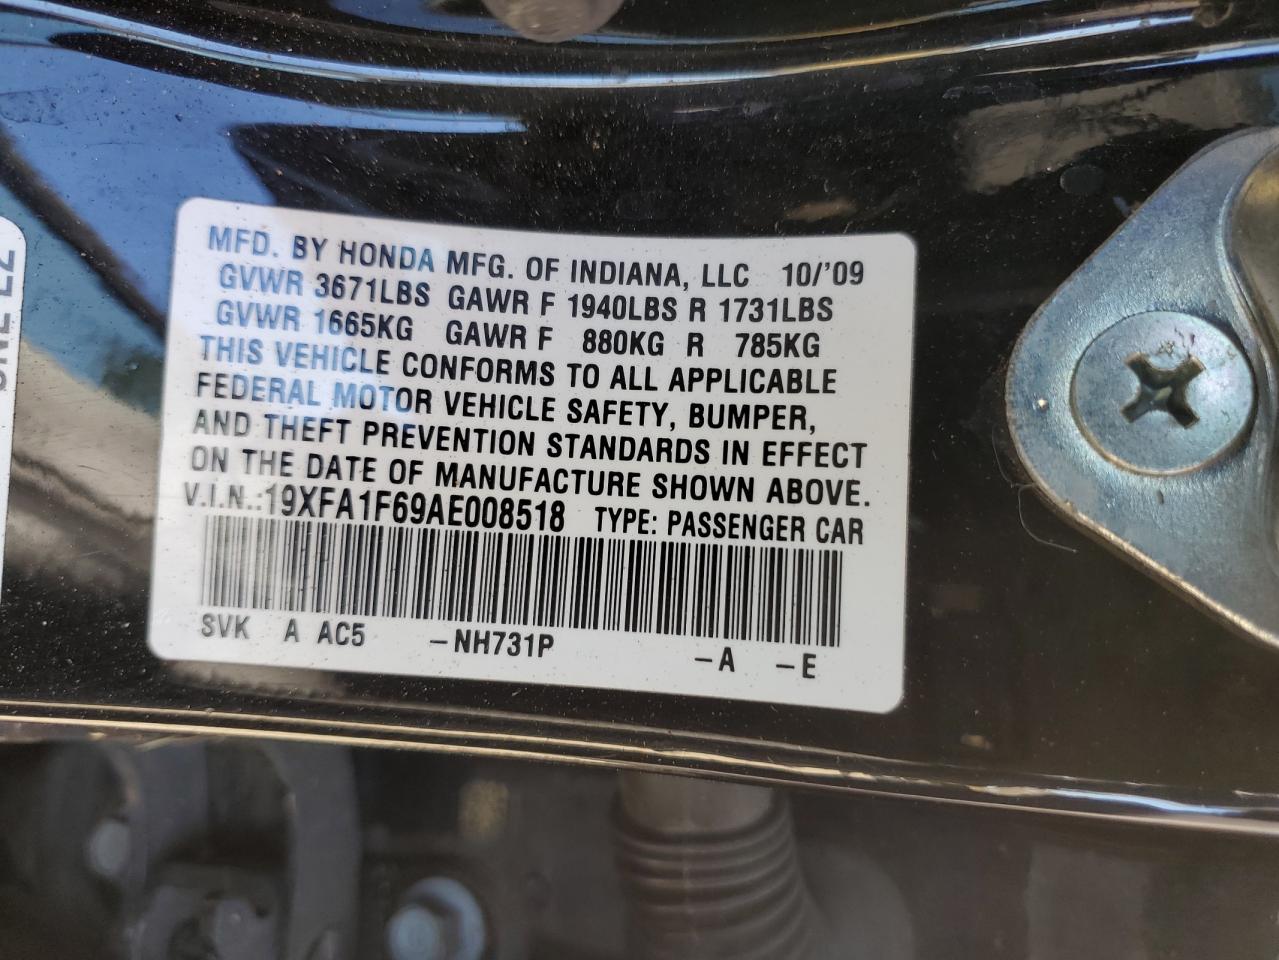 MFD. BY HONDA MFG. OF INDIANA, LLC 10/'09
GVWR 3671LBS GAWR F 1940LBS R 1731LBS
GVWR 1665KG GAWR F 880KG R 785KG
THIS VEHICLE CONFORMS TO ALL APPLICABLE
FEDERAL MOTOR VEHICLE SAFETY, BUMPER,
AND THEFT PREVENTION STANDARDS IN EFFECT
ON THE DATE OF MANUFACTURE SHOWN ABOVE.
V.I.N.:19XFA1F69AE008518 TYPE: PASSENGER CAR
SVK A AC5 -NH731P -A -E